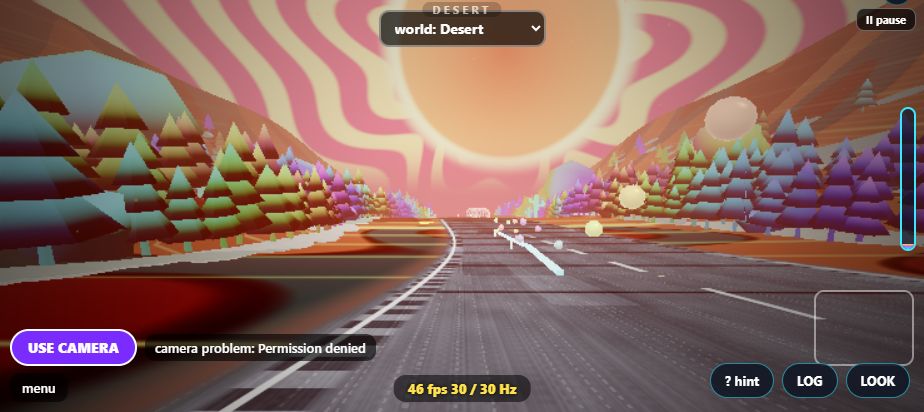 DESERT
world: Desert
II pause
USE CAMERA
camera problem: Permission denied
menu
46 fps 30 / 30 Hz
? hint
LOG
LOOK